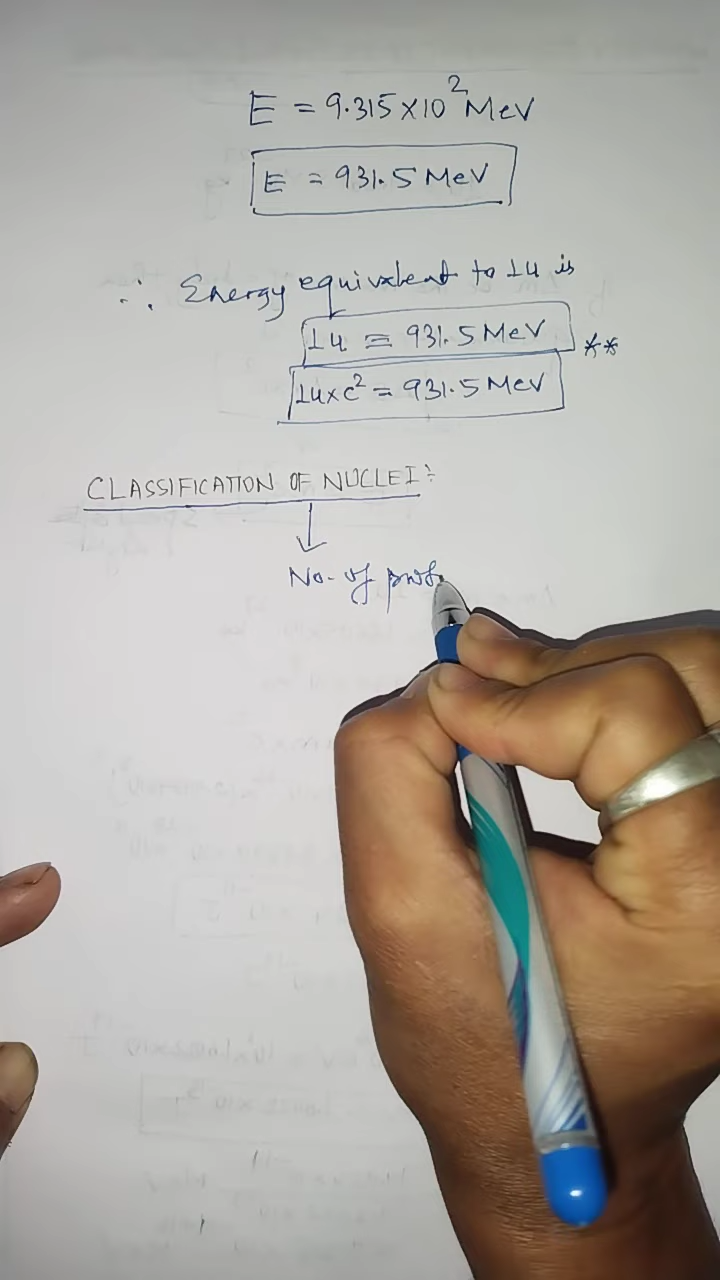 E = 9.315×10² MeV
E = 931.5 MeV
∴ Energy equivalent to 1u is
1u ≡ 931.5 MeV **
1u×c² = 931.5 MeV
CLASSIFICATION OF NUCLEI :-
↓
No. of prot